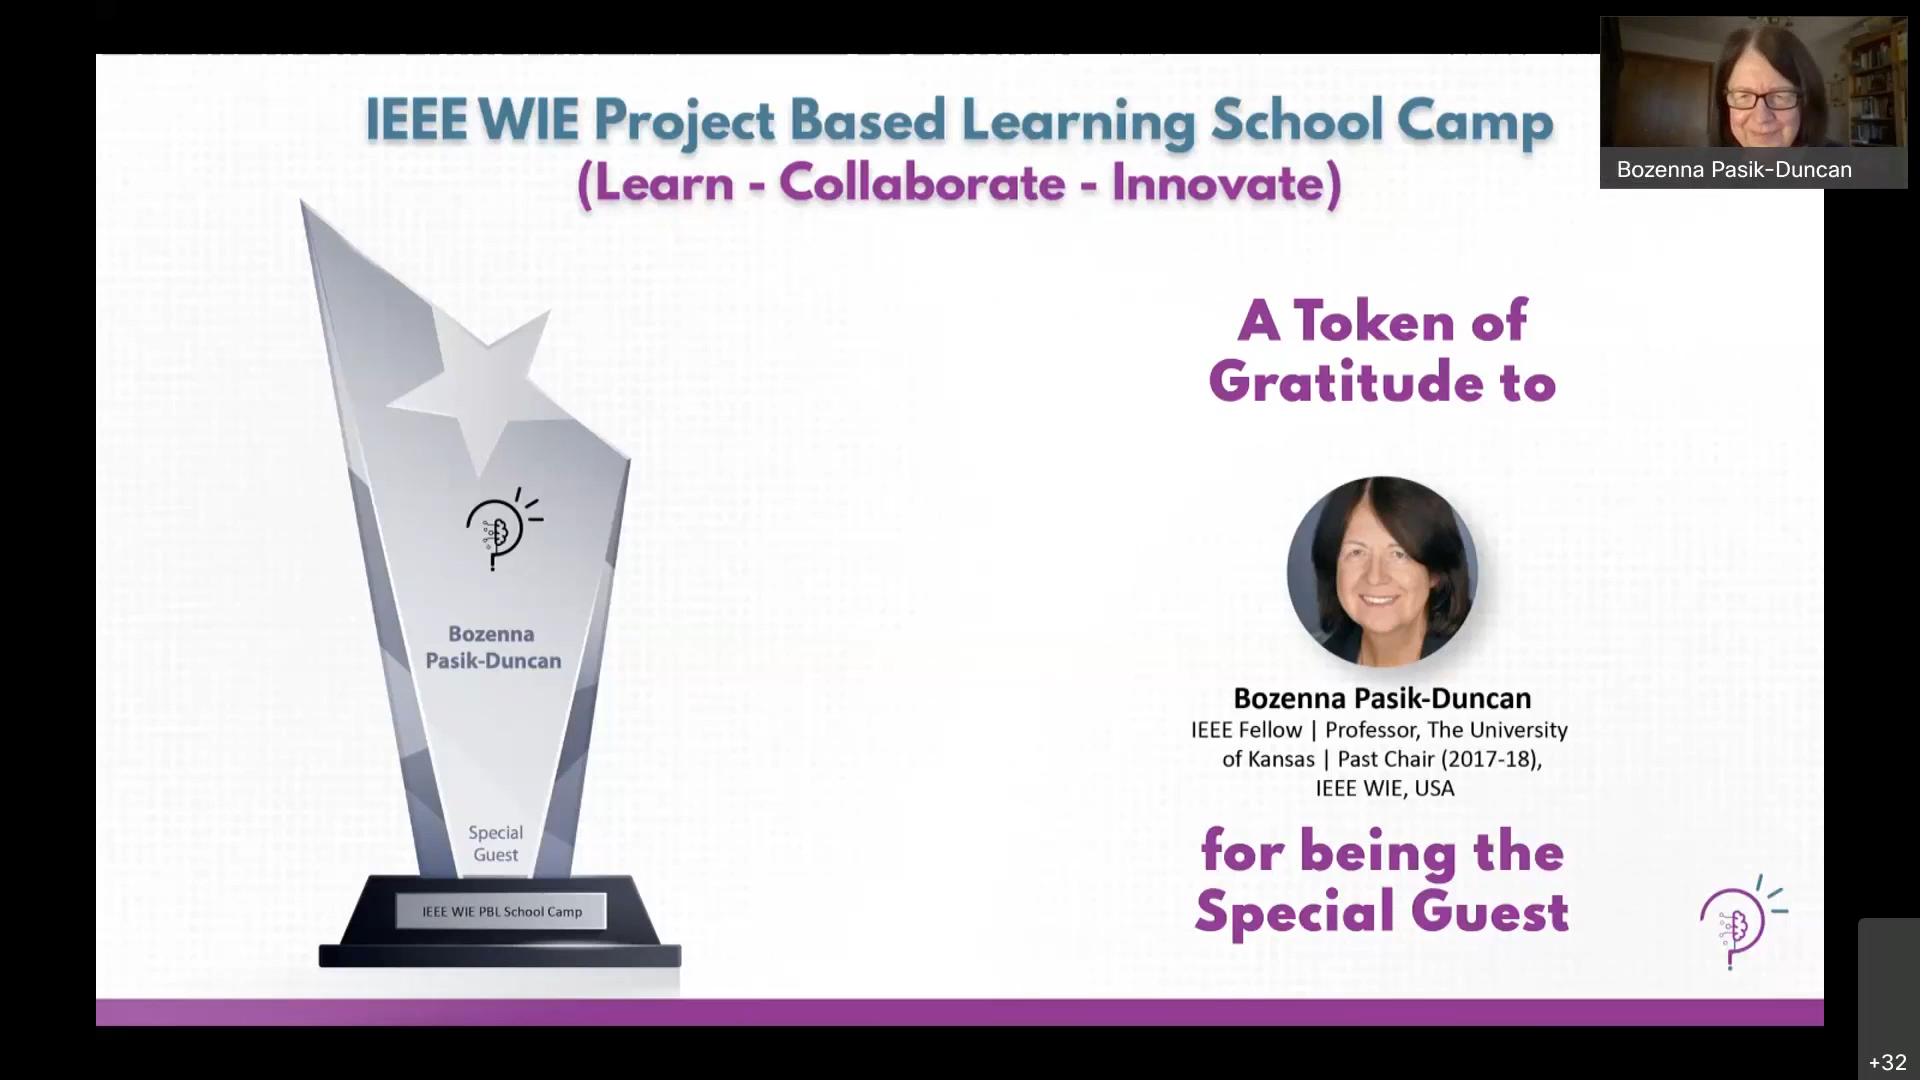 IEEE WIE Project Based Learning School Camp
(Learn - Collaborate - Innovate)
Bozenna Pasik-Duncan
A Token of
Gratitude to
Bozenna
Pasik-Duncan
Special
Guest
IEEE WIE PBL School Camp
Bozenna Pasik-Duncan
IEEE Fellow | Professor, The University
of Kansas | Past Chair (2017-18),
IEEE WIE, USA
for being the
Special Guest
+32